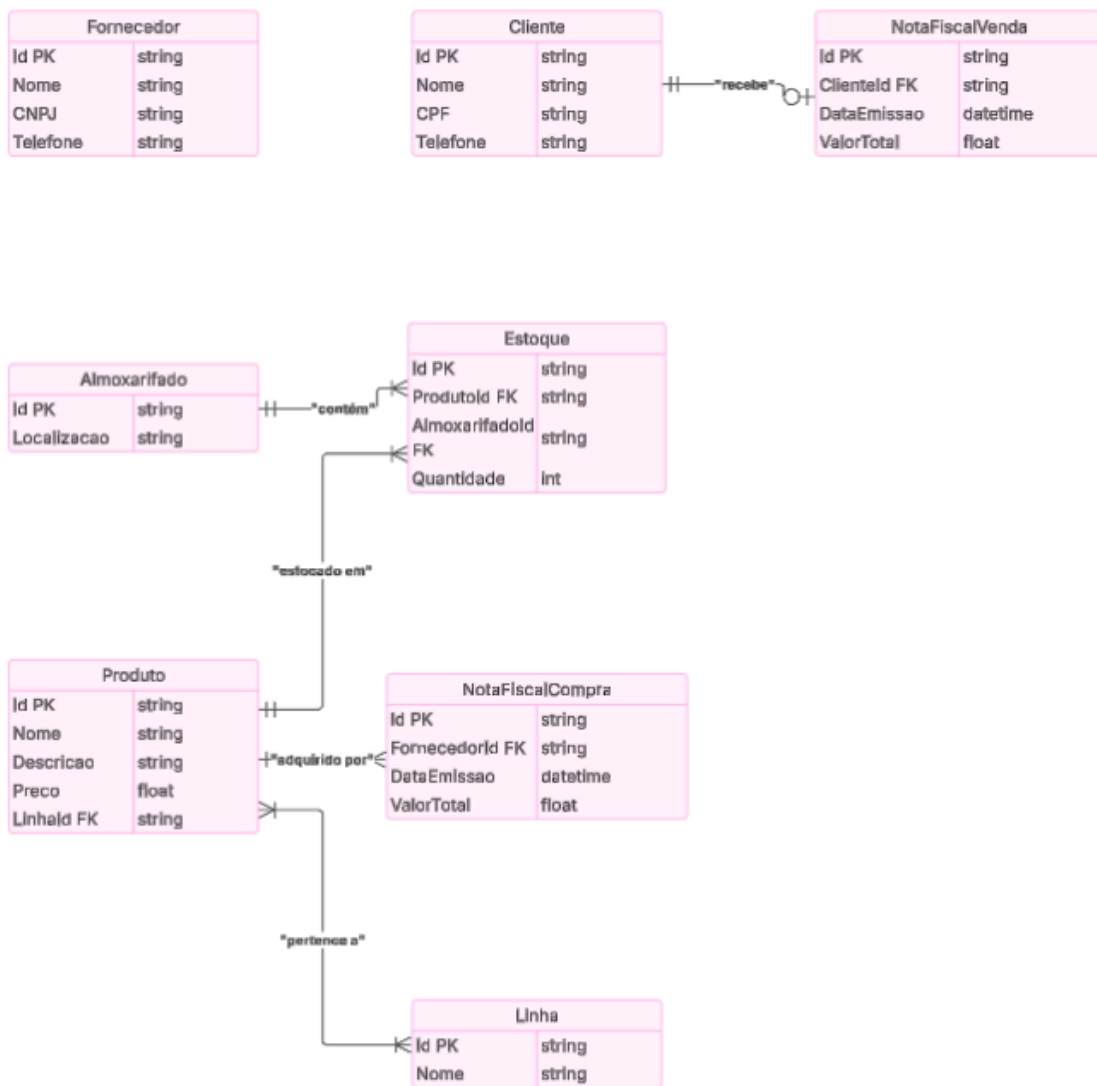 Fornecedor
Id PK string
Nome string
CNPJ string
Telefone string
Cliente
Id PK string
Nome string
CPF string
Telefone string
"recebe"
NotaFiscalVenda
Id PK string
ClienteId FK string
DataEmissao datetime
ValorTotal float
Almoxarifado
Id PK string
Localizacao string
"contém"
Estoque
Id PK string
ProdutoId FK string
AlmoxarifadoId
FK string
Quantidade int
"estocado em"
Produto
Id PK string
Nome string
Descricao string
Preco float
LinhaId FK string
"adquirido por"
NotaFiscalCompra
Id PK string
FornecedorId FK string
DataEmissao datetime
ValorTotal float
"pertence a"
Linha
Id PK string
Nome string